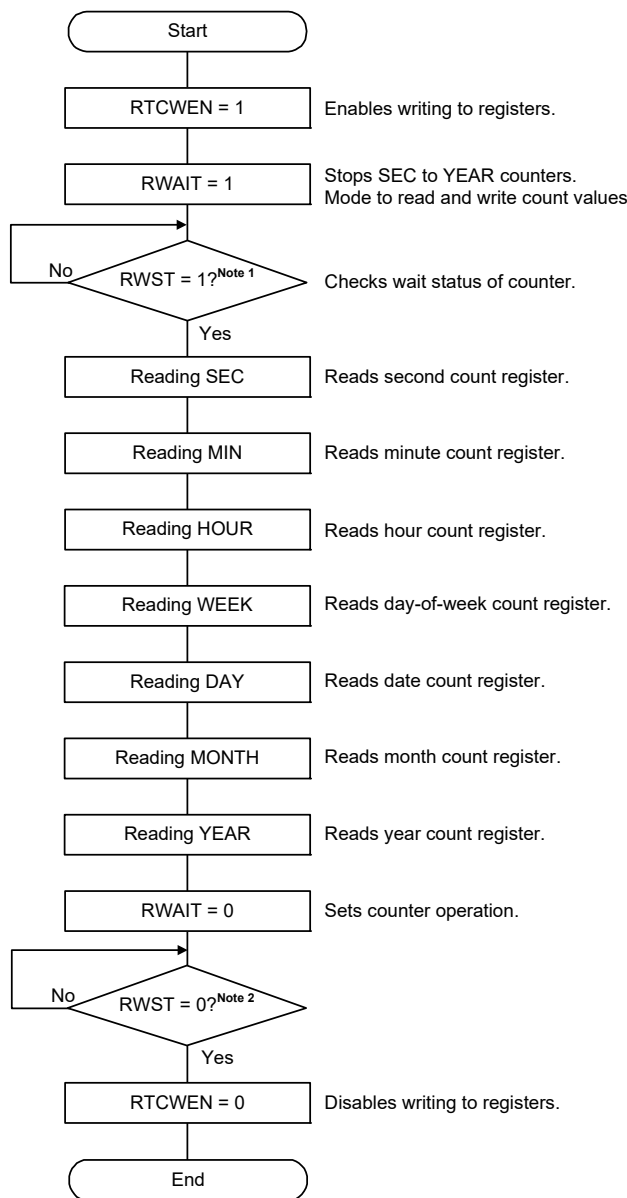 Start
RTCWEN = 1 Enables writing to registers.
RWAIT = 1 Stops SEC to YEAR counters.
Mode to read and write count values
No RWST = 1?Note 1 Checks wait status of counter.
Yes
Reading SEC Reads second count register.
Reading MIN Reads minute count register.
Reading HOUR Reads hour count register.
Reading WEEK Reads day-of-week count register.
Reading DAY Reads date count register.
Reading MONTH Reads month count register.
Reading YEAR Reads year count register.
RWAIT = 0 Sets counter operation.
No RWST = 0?Note 2
Yes
RTCWEN = 0 Disables writing to registers.
End